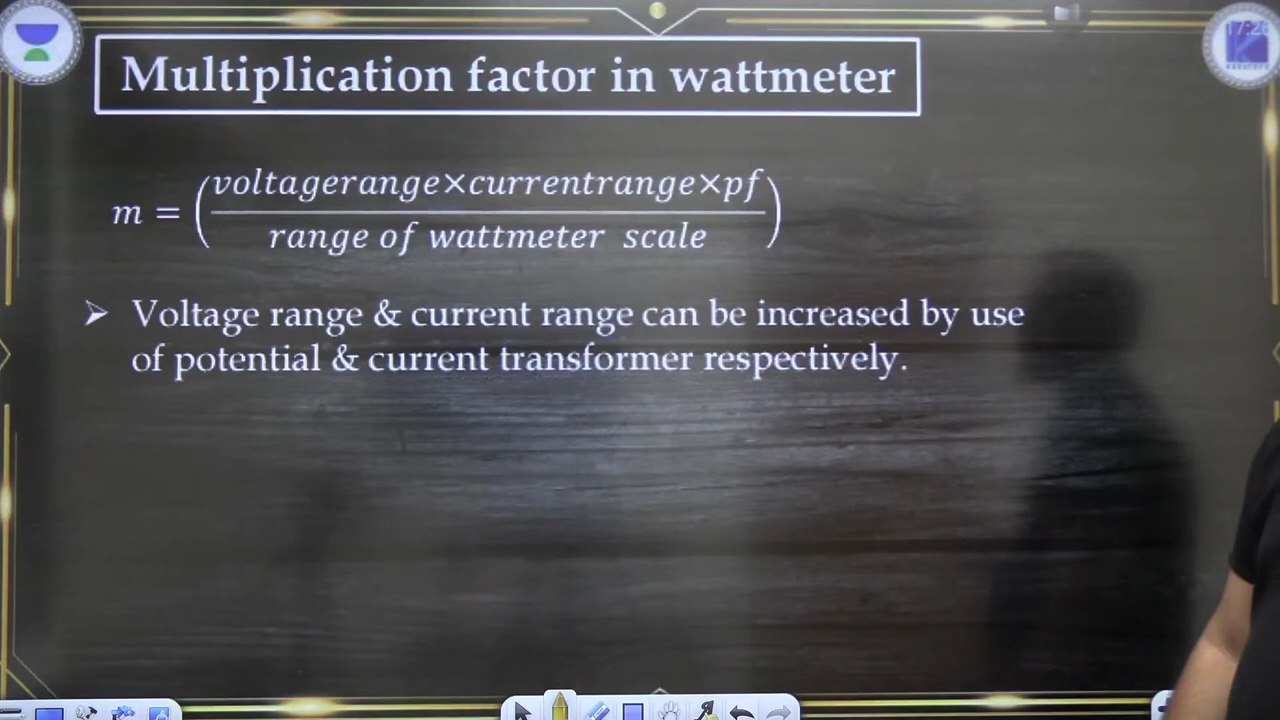 Multiplication factor in wattmeter
m = (voltagerange×currentrange×pf / range of wattmeter scale)
➢ Voltage range & current range can be increased by use
of potential & current transformer respectively.